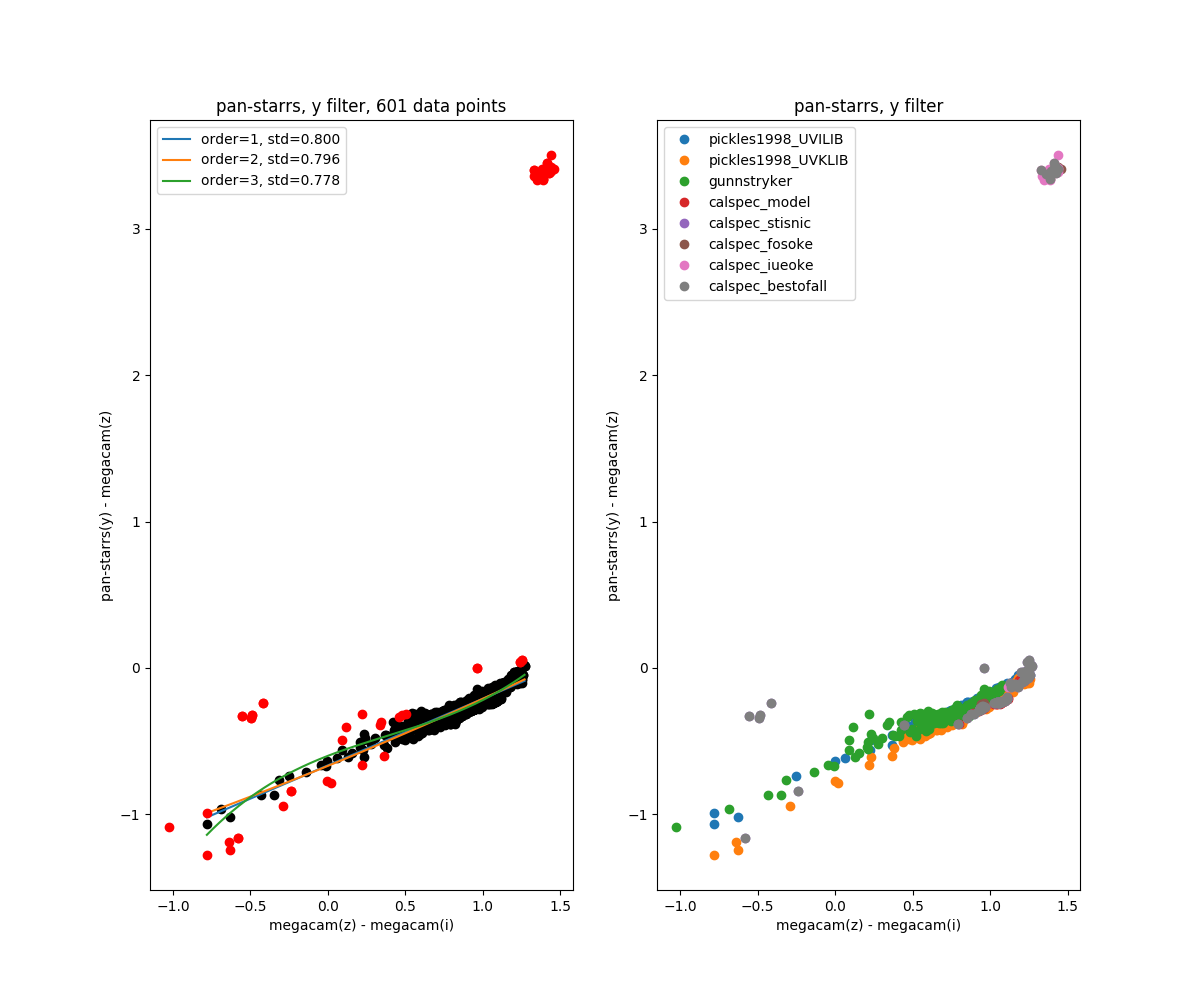 pan-starrs, y filter, 601 data points
order=1, std=0.800
order=2, std=0.796
order=3, std=0.778
3
2
1
0
−1
pan-starrs(y) - megacam(z)
−1.0 −0.5 0.0 0.5 1.0 1.5
megacam(z) - megacam(i)
pan-starrs, y filter
pickles1998_UVILIB
pickles1998_UVKLIB
gunnstryker
calspec_model
calspec_stisnic
calspec_fosoke
calspec_iueoke
calspec_bestofall
3
2
1
0
−1
pan-starrs(y) - megacam(z)
−1.0 −0.5 0.0 0.5 1.0 1.5
megacam(z) - megacam(i)